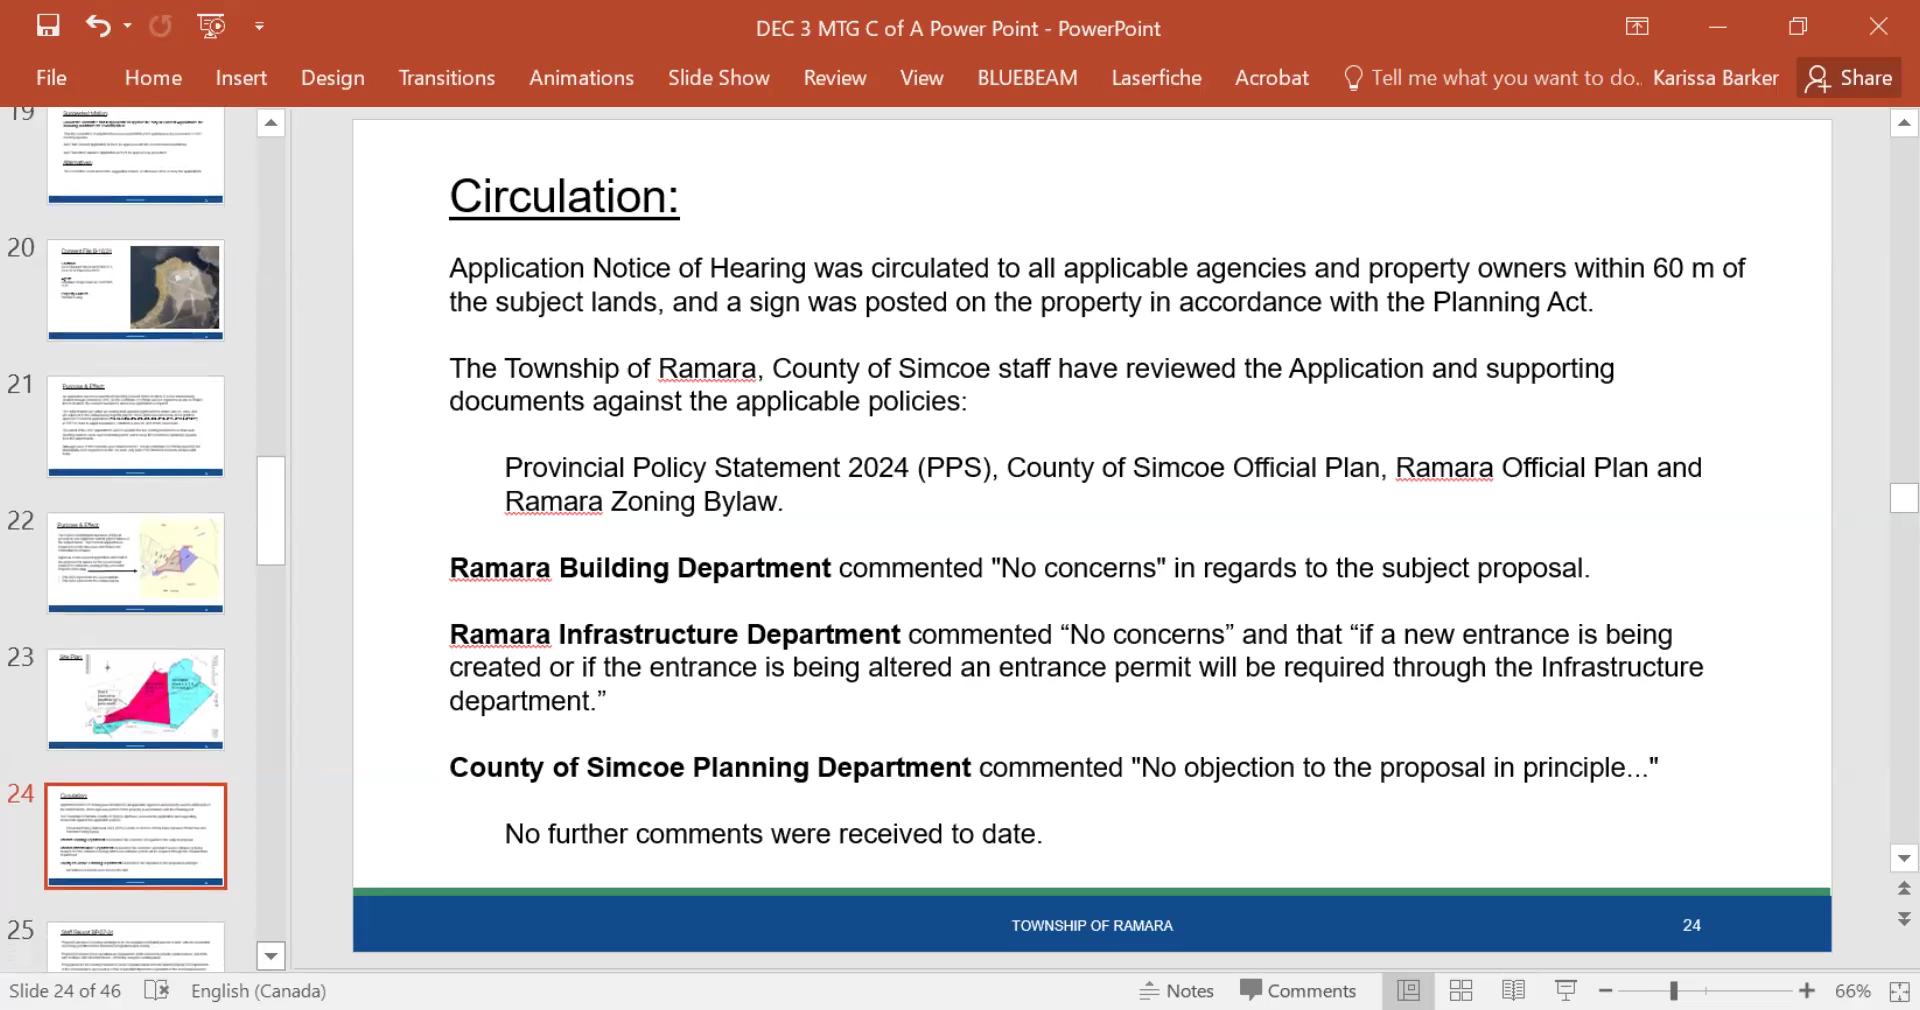 DEC 3 MTG C of A Power Point - PowerPoint
File Home Insert Design Transitions Animations Slide Show Review View BLUEBEAM Laserfiche Acrobat Tell me what you want to do.. Karissa Barker Share
19
Alternatives:
20
21
Purpose & Effect:
22
Purpose & Effect:
23
Site Plan:
24
Circulation:
25
Circulation:
Application Notice of Hearing was circulated to all applicable agencies and property owners within 60 m of
the subject lands, and a sign was posted on the property in accordance with the Planning Act.
The Township of Ramara, County of Simcoe staff have reviewed the Application and supporting
documents against the applicable policies:
Provincial Policy Statement 2024 (PPS), County of Simcoe Official Plan, Ramara Official Plan and
Ramara Zoning Bylaw.
Ramara Building Department commented "No concerns" in regards to the subject proposal.
Ramara Infrastructure Department commented “No concerns” and that “if a new entrance is being
created or if the entrance is being altered an entrance permit will be required through the Infrastructure
department.”
County of Simcoe Planning Department commented "No objection to the proposal in principle..."
No further comments were received to date.
TOWNSHIP OF RAMARA 24
Slide 24 of 46 English (Canada) Notes Comments 66%